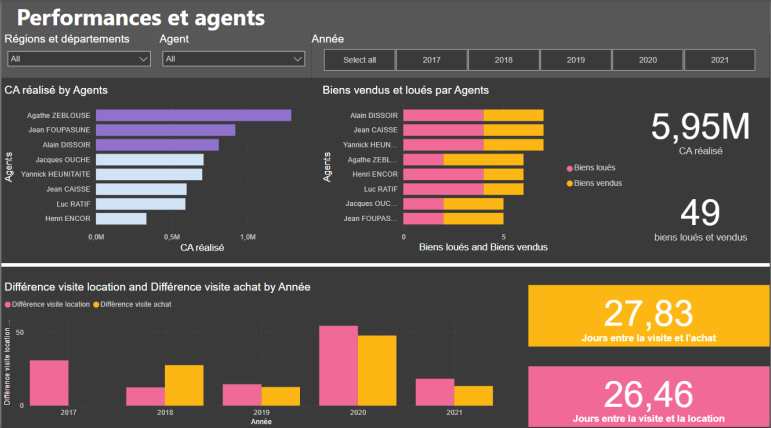 Performances et agents
Régions et départements
All
Agent
All
Année
Select all
2017
2018
2019
2020
2021
CA réalisé by Agents
Agents
Agathe ZEBLOUSE
Jean FOUPASUNE
Alain DISSOIR
Jacques OUCHE
Yannick HEUNITAITE
Jean CAISSE
Luc RATIF
Henri ENCOR
0,0M
0,5M
1,0M
CA réalisé
Biens vendus et loués par Agents
Agents
Alain DISSOIR
Jean CAISSE
Yannick HEUN...
Agathe ZEBL...
Henri ENCOR
Luc RATIF
Jacques OUC...
Jean FOUPAS...
0
5
Biens loués and Biens vendus
Biens loués
Biens vendus
5,95M
CA réalisé
49
biens loués et vendus
Différence visite location and Différence visite achat by Année
Différence visite location
Différence visite achat
Différence visite location ...
50
0
2017
2018
2019
2020
2021
Année
27,83
Jours entre la visite et l'achat
26,46
Jours entre la visite et la location